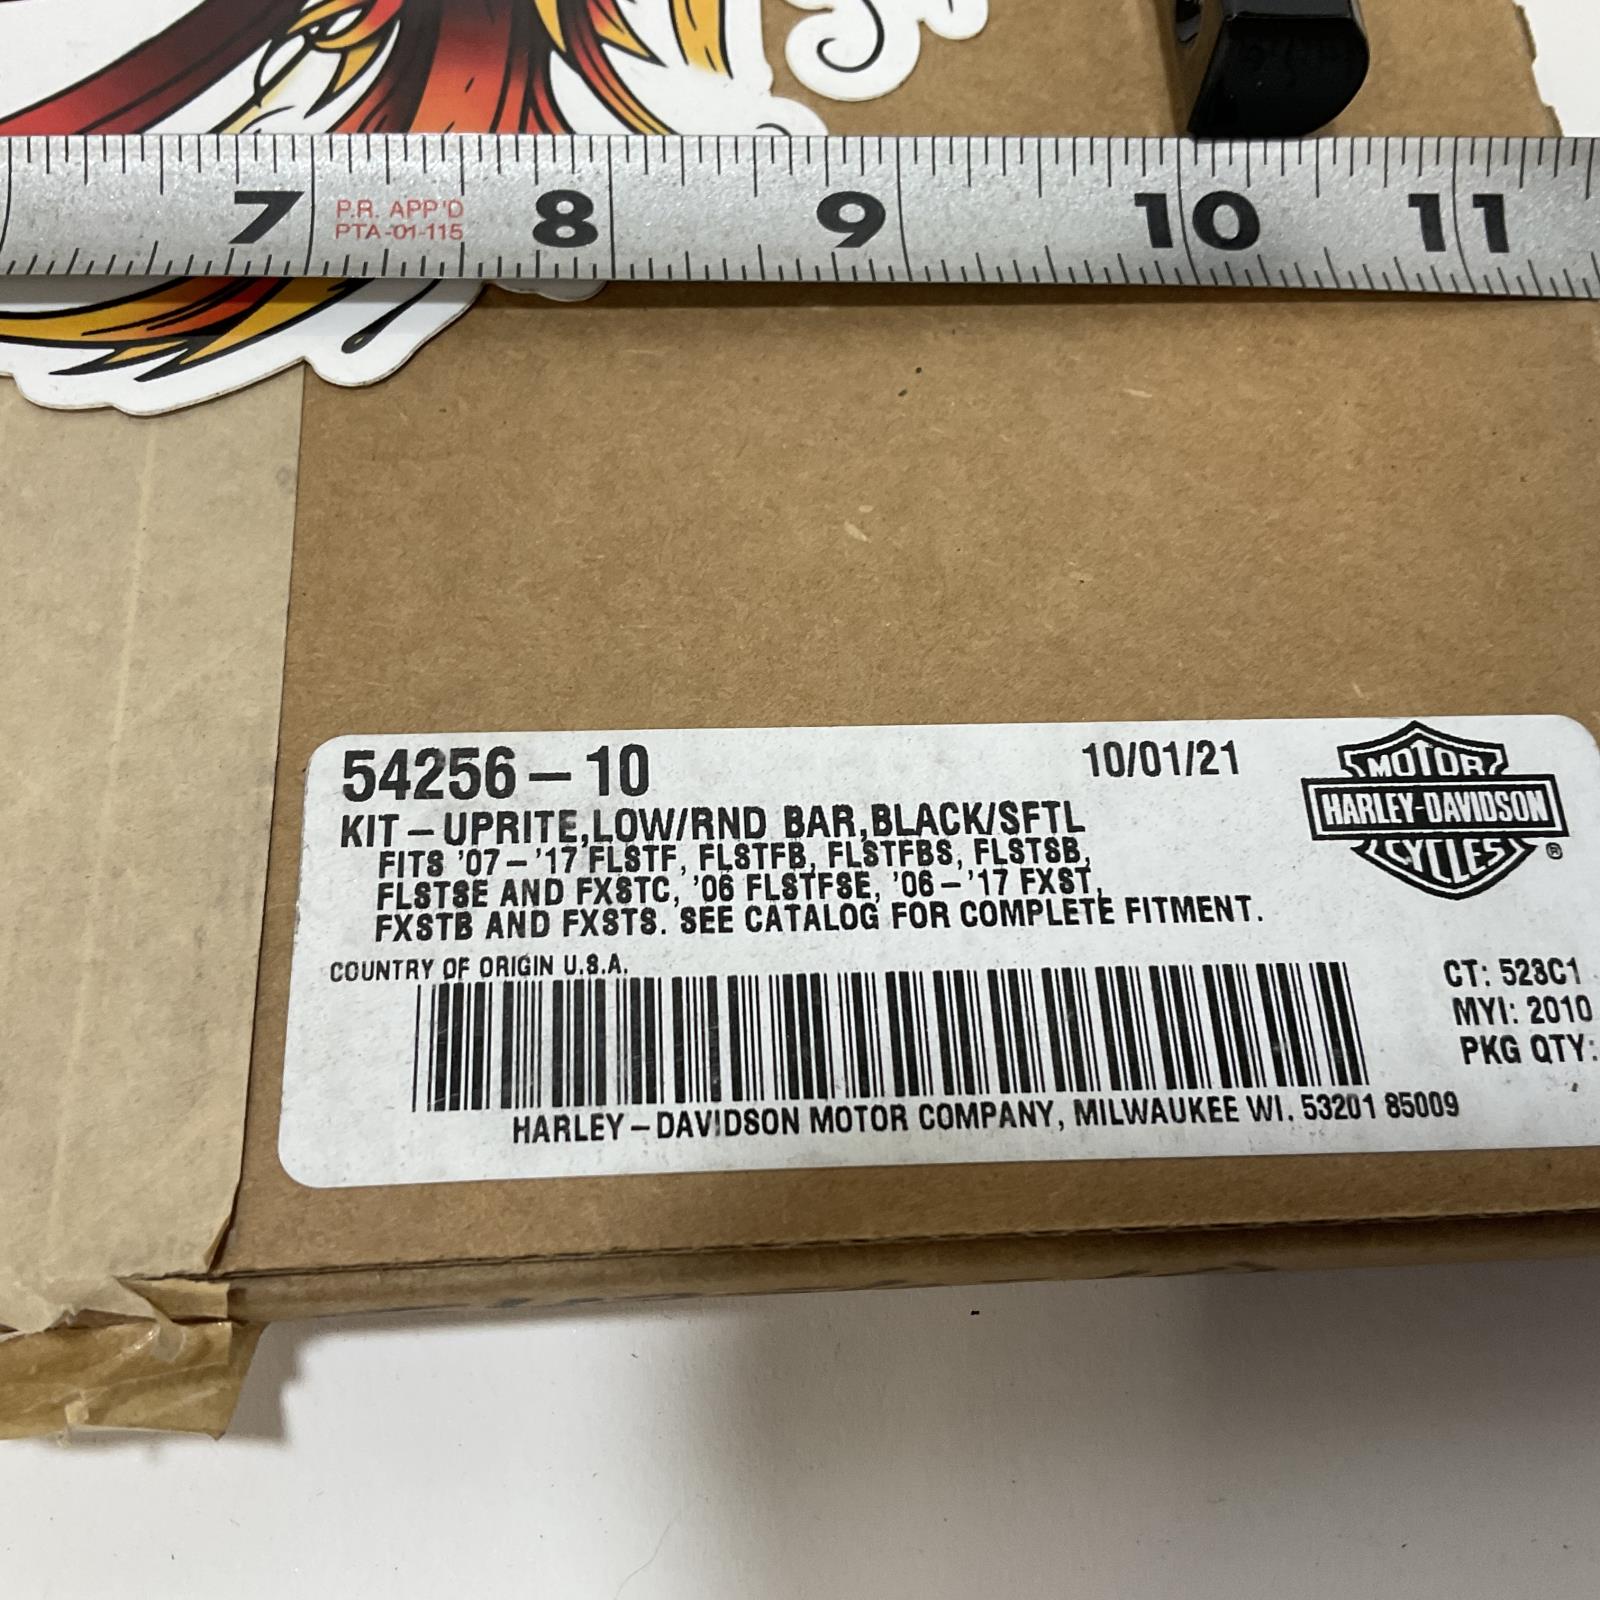 7 8 9 10 11
P.R. APP'D
PTA-01-115
54256-10
10/01/21
KIT-UPRITE,LOW/RND BAR,BLACK/SFTL
FITS '07-'17 FLSTF, FLSTFB, FLSTFBS, FLSTSB,
FLSTSE AND FXSTC, '06 FLSTFSE, '06-'17 FXST,
FXSTB AND FXSTS. SEE CATALOG FOR COMPLETE FITMENT.
MOTOR
HARLEY-DAVIDSON
CYCLES
®
COUNTRY OF ORIGIN U.S.A.
CT: 523C1
MYI: 2010
PKG QTY:
HARLEY-DAVIDSON MOTOR COMPANY, MILWAUKEE WI. 53201 85009